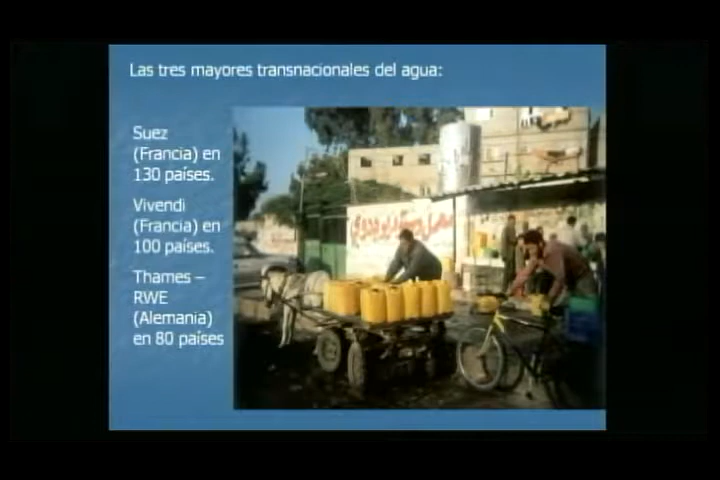 Las tres mayores transnacionales del agua:
Suez
(Francia) en
130 países.
Vivendi
(Francia) en
100 países.
Thames –
RWE
(Alemania)
en 80 países